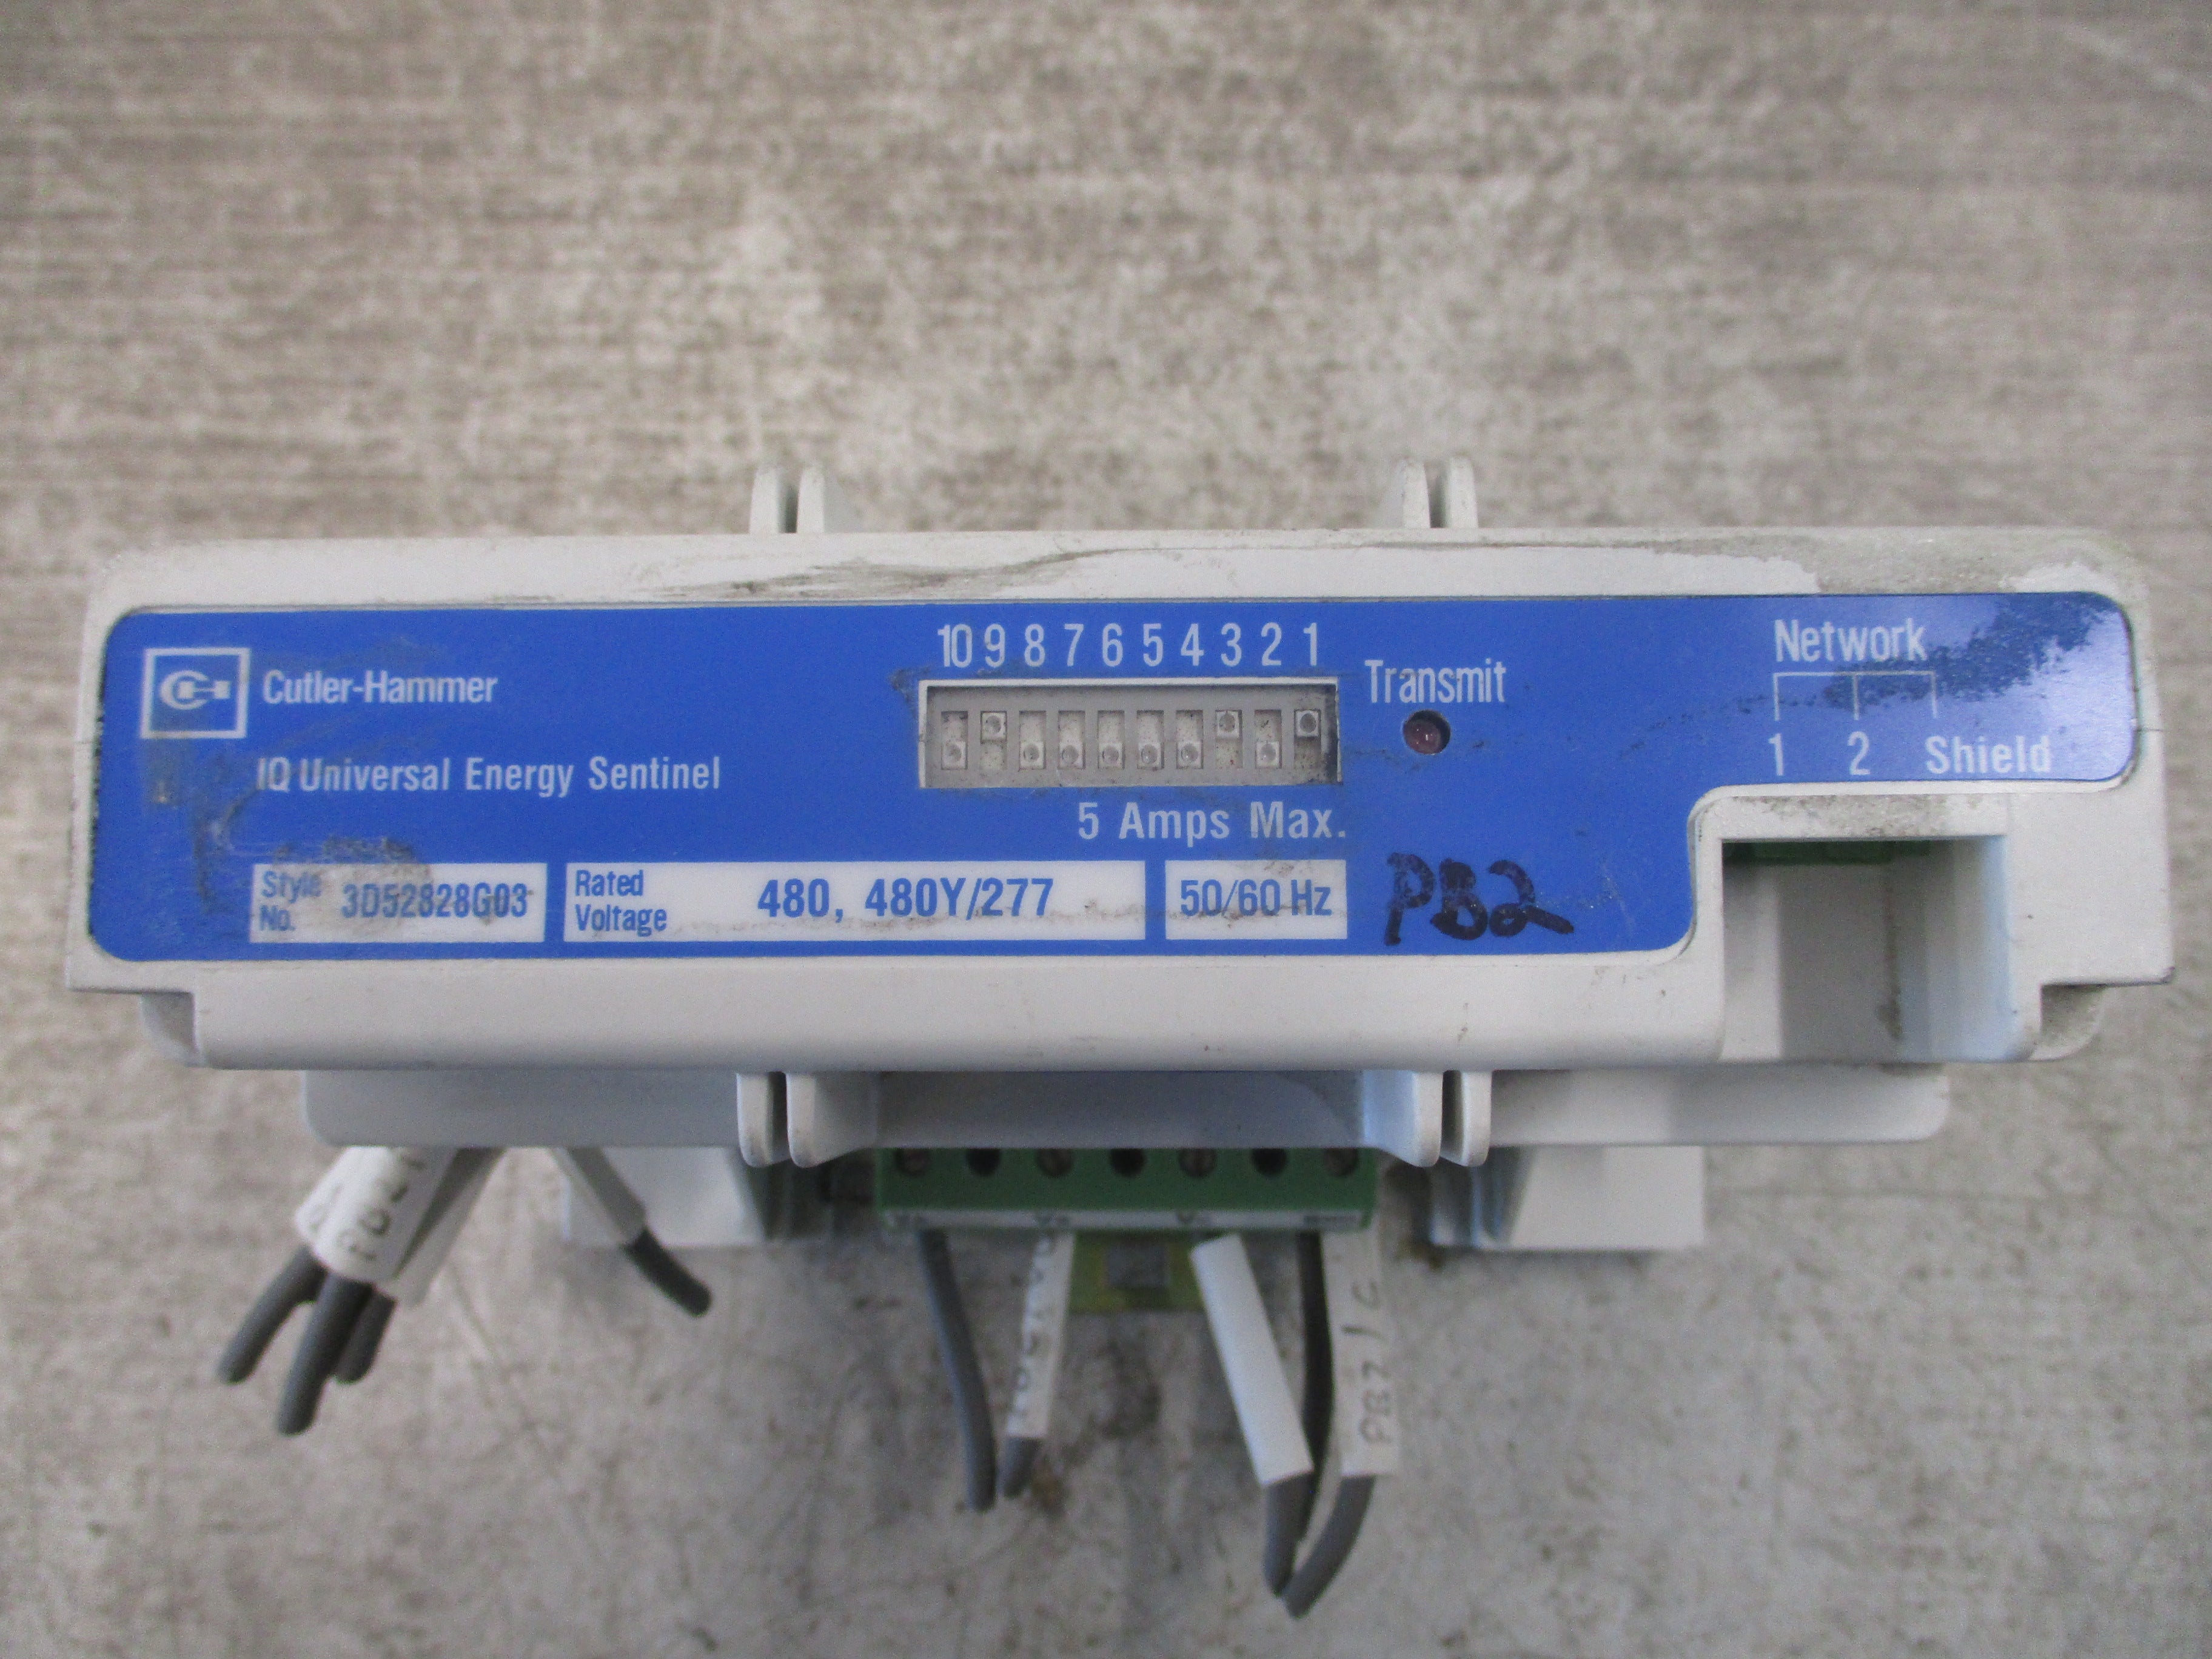 10 9 8 7 6 5 4 3 2 1
Cutler-Hammer
Transmit
Network
IQ Universal Energy Sentinel
1 2 Shield
5 Amps Max.
Style No. 3D52828G03
Rated Voltage 480, 480Y/277
50/60 Hz
PB2